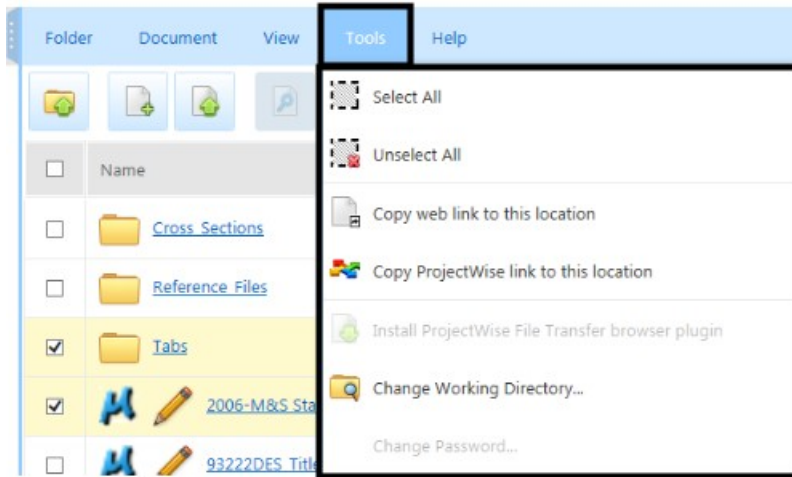 Folder Document View Tools Help
Select All
Unselect All
Name
Copy web link to this location
Cross Sections
Copy ProjectWise link to this location
Reference Files
Install ProjectWise File Transfer browser plugin
Tabs
Change Working Directory...
2006-M&S Sta
Change Password...
93222DES Title